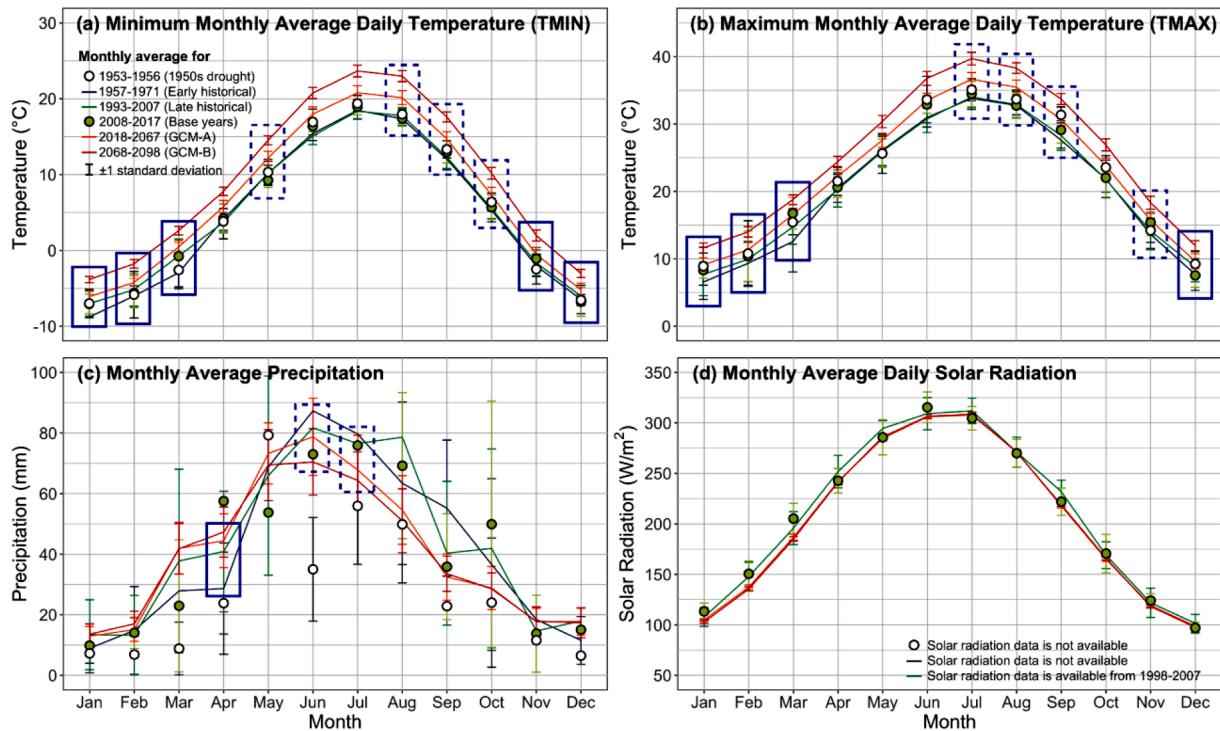 (a) Minimum Monthly Average Daily Temperature (TMIN)
Monthly average for
1953-1956 (1950s drought)
1957-1971 (Early historical)
1993-2007 (Late historical)
2008-2017 (Base years)
2018-2067 (GCM-A)
2068-2098 (GCM-B)
±1 standard deviation
Temperature (°C)
30
20
10
0
-10
(b) Maximum Monthly Average Daily Temperature (TMAX)
Temperature (°C)
40
30
20
10
0
(c) Monthly Average Precipitation
Precipitation (mm)
100
80
60
40
20
0
Jan Feb Mar Apr May Jun Jul Aug Sep Oct Nov Dec
Month
(d) Monthly Average Daily Solar Radiation
Solar Radiation (W/m²)
350
300
250
200
150
100
50
Solar radiation data is not available
Solar radiation data is not available
Solar radiation data is available from 1998-2007
Jan Feb Mar Apr May Jun Jul Aug Sep Oct Nov Dec
Month